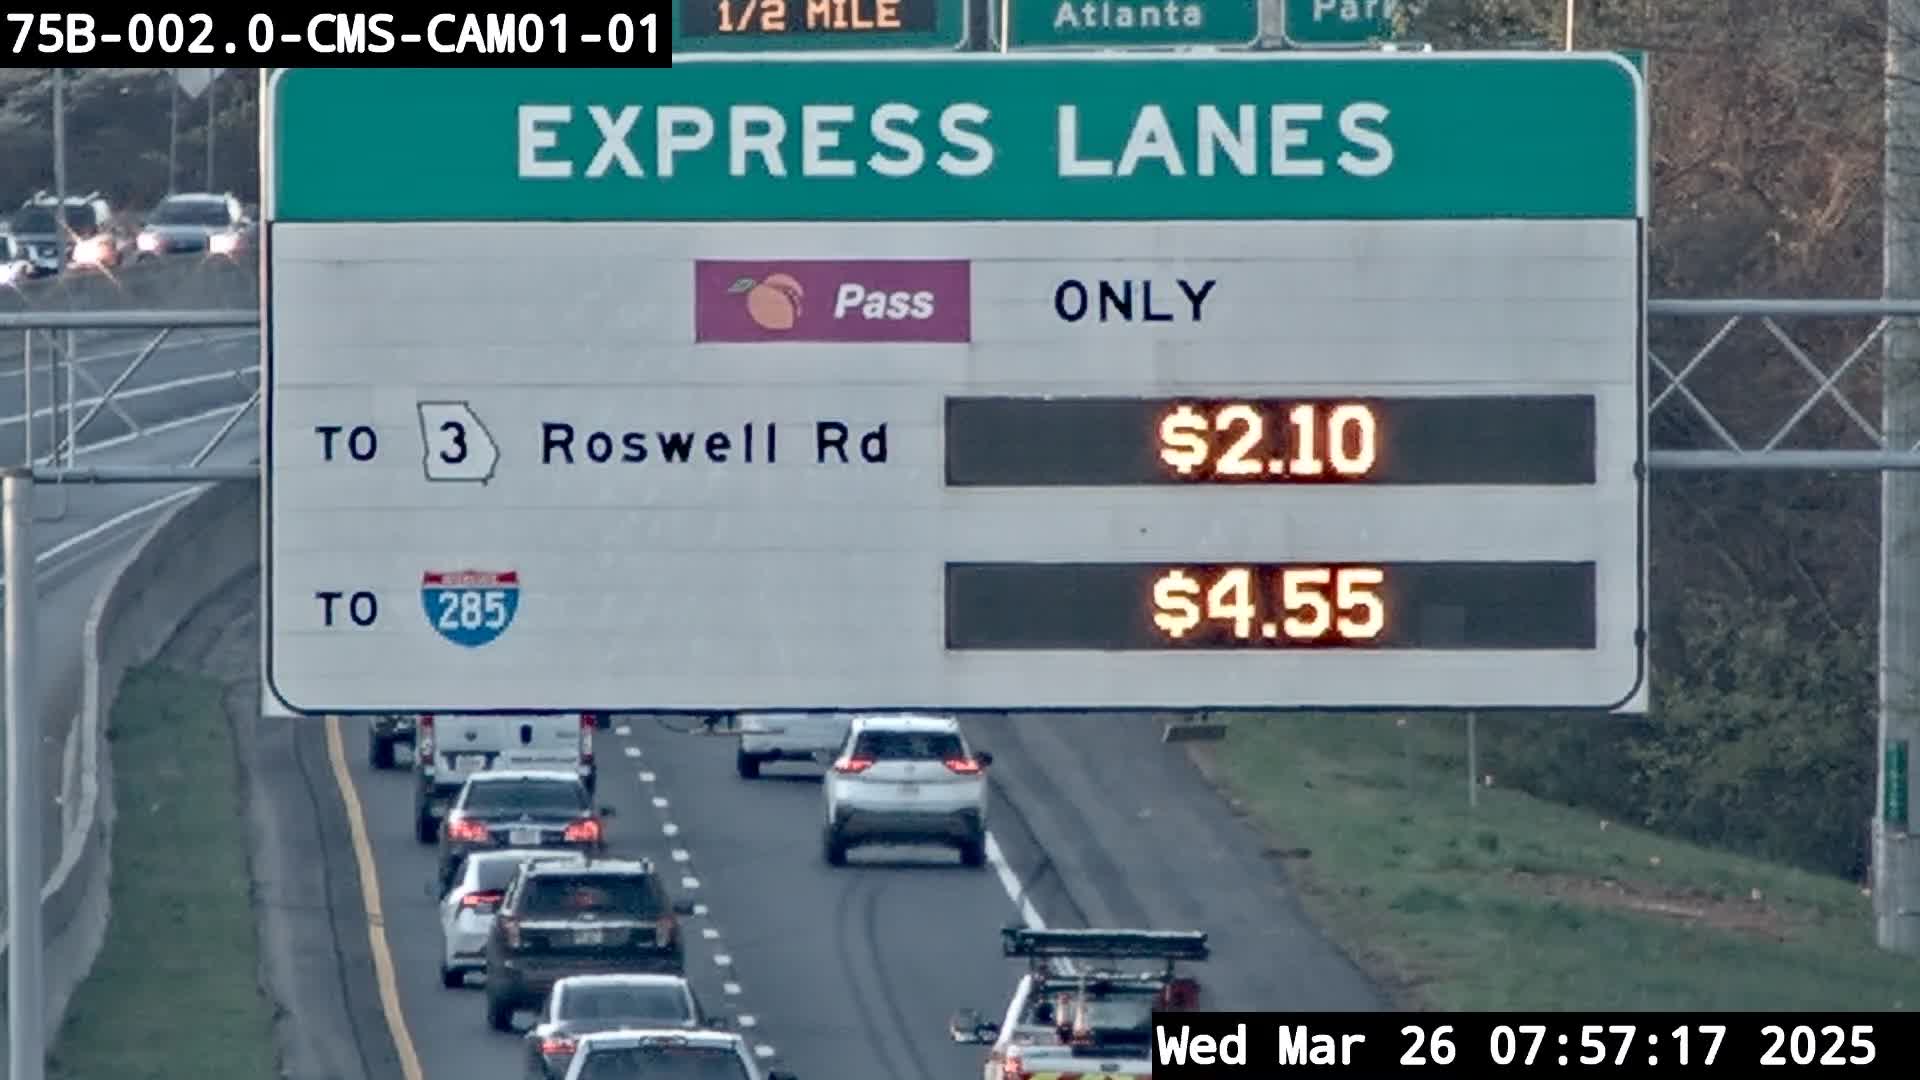 75B-002.0-CMS-CAM01-01
1/2 MILE
Atlanta
EXPRESS LANES
Pass ONLY
TO 3 Roswell Rd $2.10
TO 285 $4.55
Wed Mar 26 07:57:17 2025